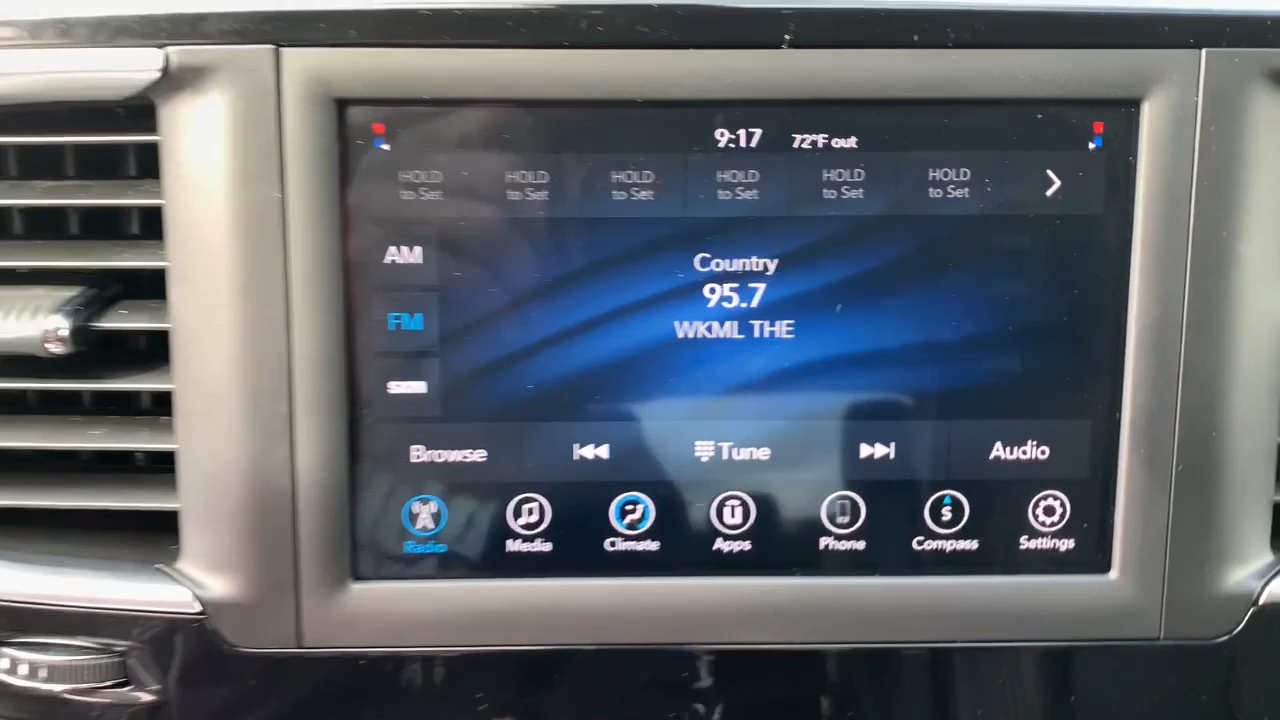 9:17 72°F out
HOLD to Set
HOLD to Set
HOLD to Set
HOLD to Set
HOLD to Set
HOLD to Set
AM
Country
95.7
FM
WKML THE
SXM
Browse
Tune
Audio
Radio
Media
Climate
Apps
Phone
S
Compass
Settings